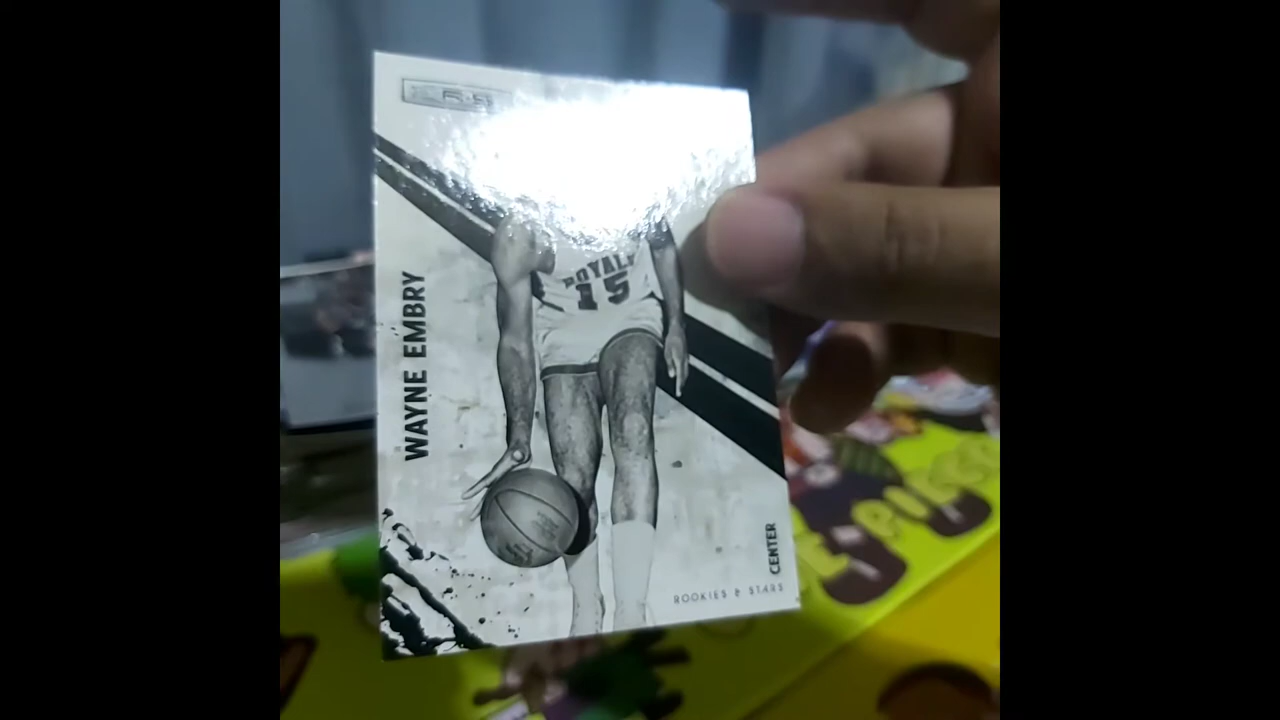 R&S
WAYNE EMBRY
ROYALS
15
CENTER
ROOKIES & STARS